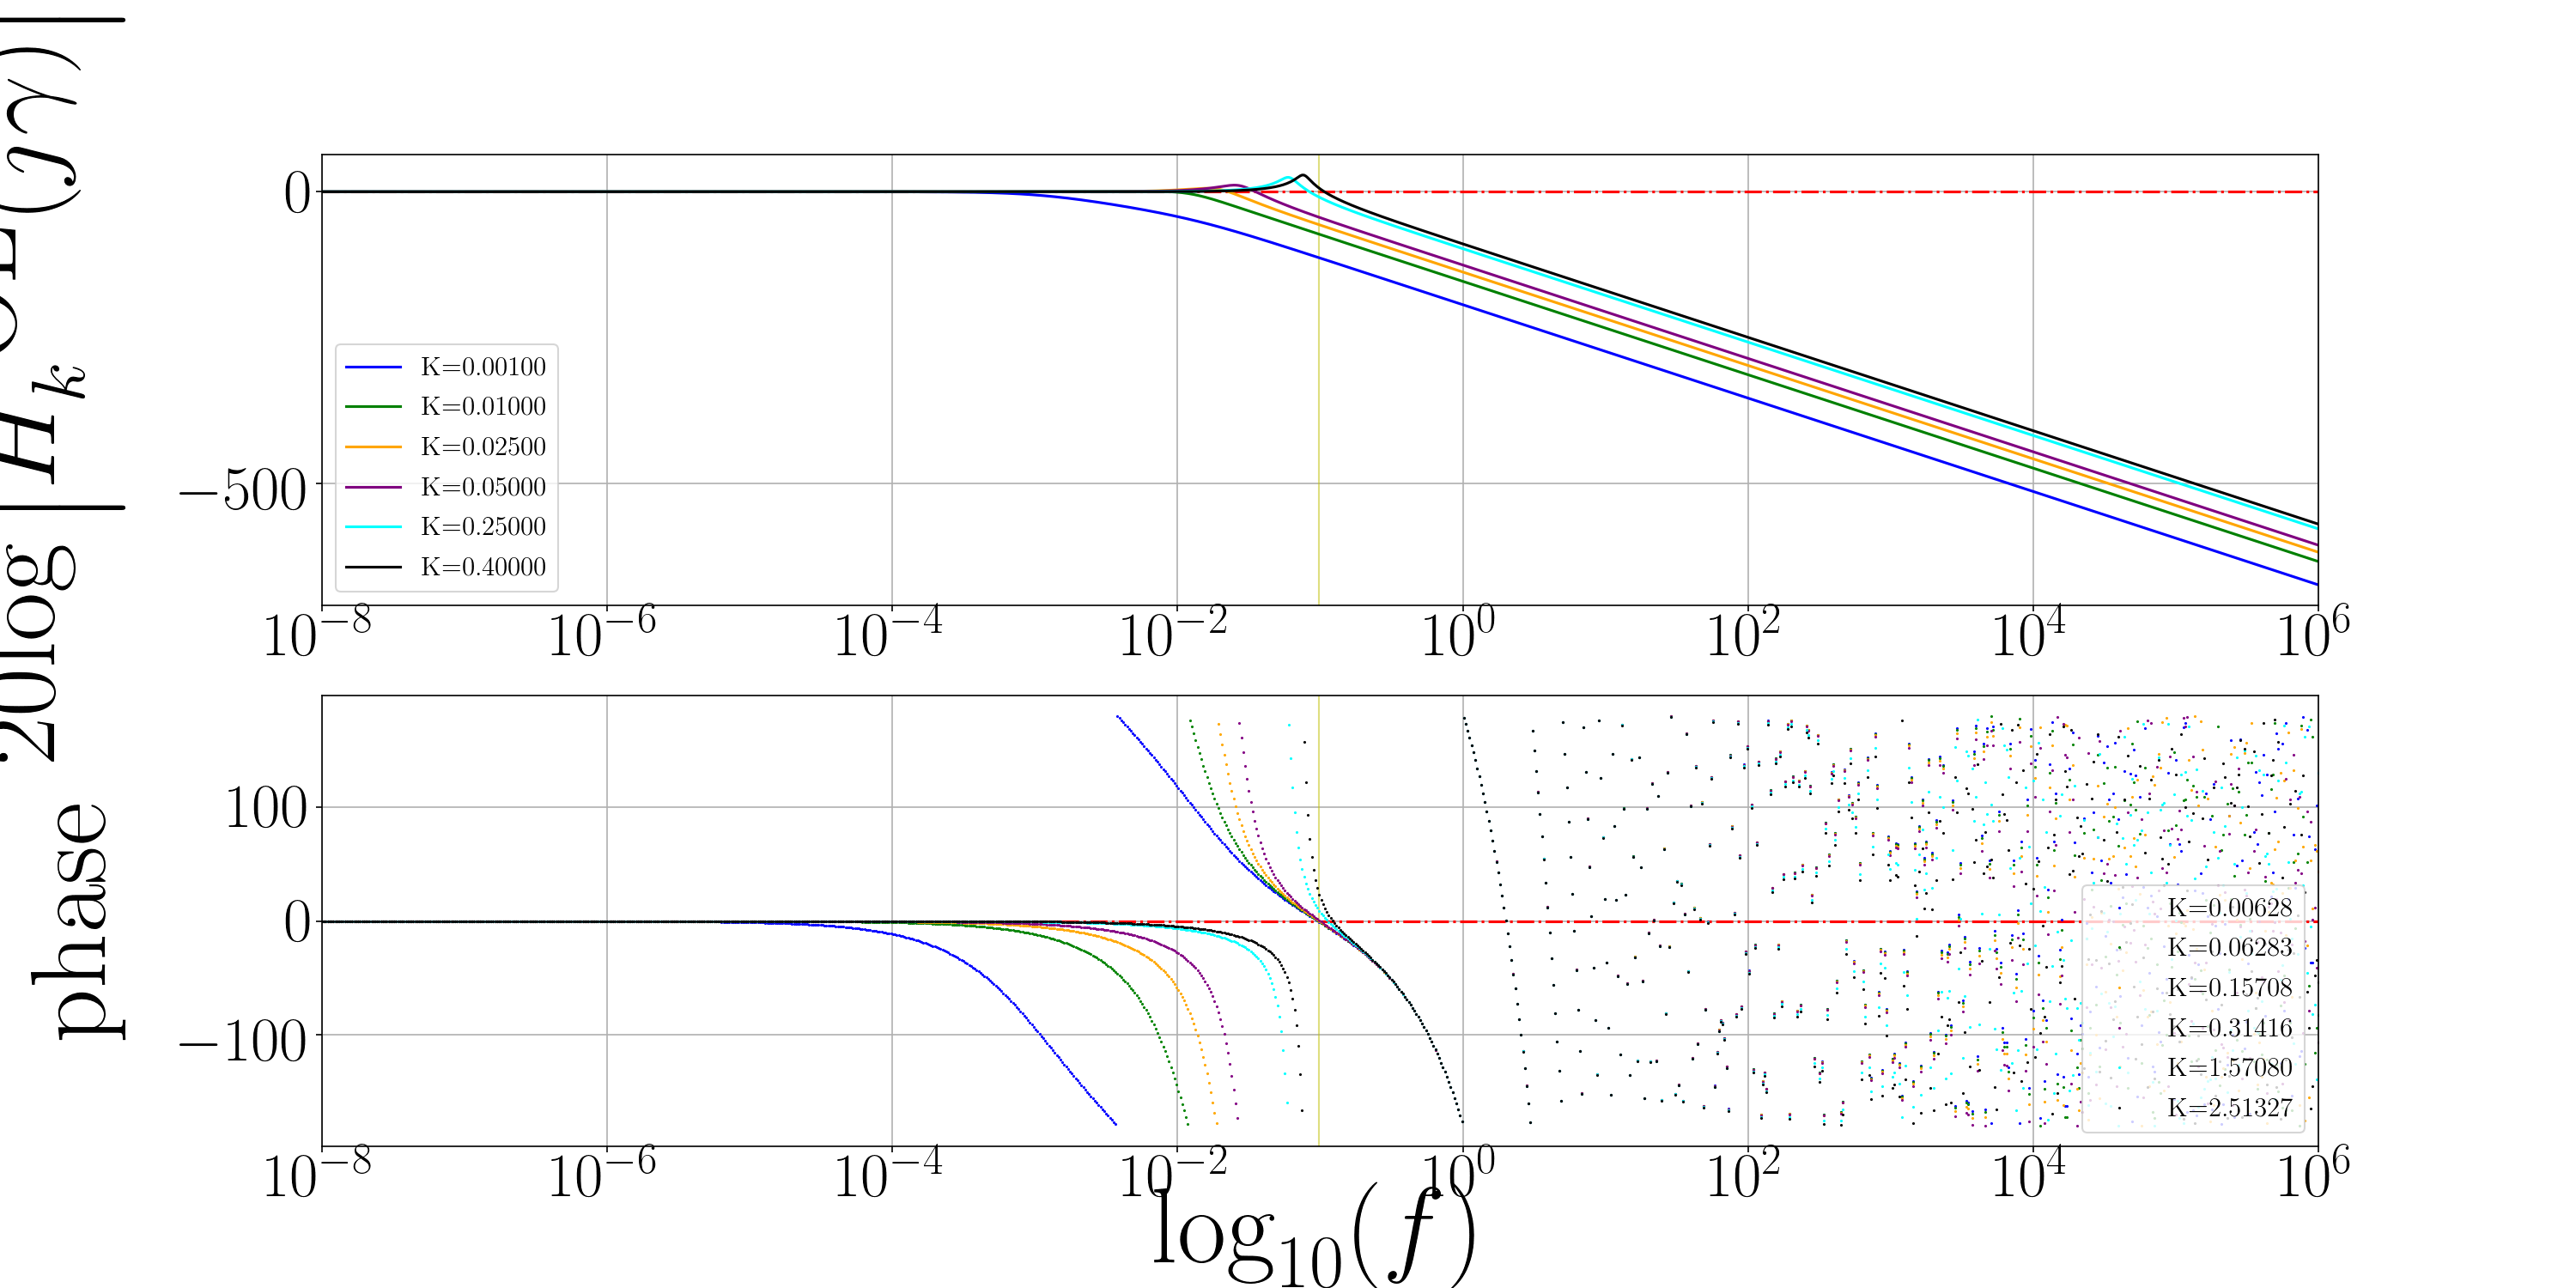 20log |H_k^{OL}(jγ)|
0
−500
K=0.00100
K=0.01000
K=0.02500
K=0.05000
K=0.25000
K=0.40000
10^{−8} 10^{−6} 10^{−4} 10^{−2} 10^{0} 10^{2} 10^{4} 10^{6}
phase
100
0
−100
K=0.00628
K=0.06283
K=0.15708
K=0.31416
K=1.57080
K=2.51327
10^{−8} 10^{−6} 10^{−4} 10^{−2} 10^{0} 10^{2} 10^{4} 10^{6}
log_{10}(f)